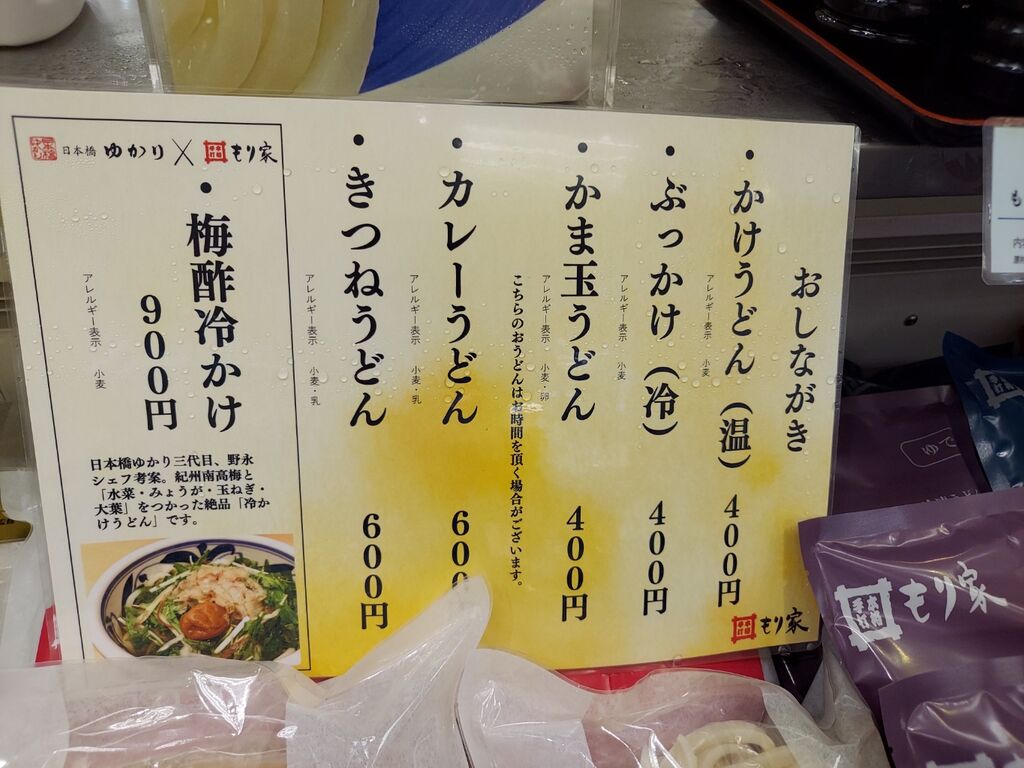 おしながき
・かけうどん（温） 400円
アレルギー表示 小麦
・ぶっかけ（冷） 400円
アレルギー表示 小麦
・かま玉うどん 400円
アレルギー表示 小麦・卵
こちらのおうどんはお時間を頂く場合がございます。
・カレーうどん 600
アレルギー表示 小麦・乳
・きつねうどん 600円
アレルギー表示 小麦・乳
もり家
日本橋 ゆかり × もり家
・梅酢冷かけ
900円
アレルギー表示 小麦
日本橋ゆかり三代目、野永
シェフ考案。紀州南高梅と
「水菜・みょうが・玉ねぎ・
大葉」をつかった絶品「冷か
けうどん」です。
もり家